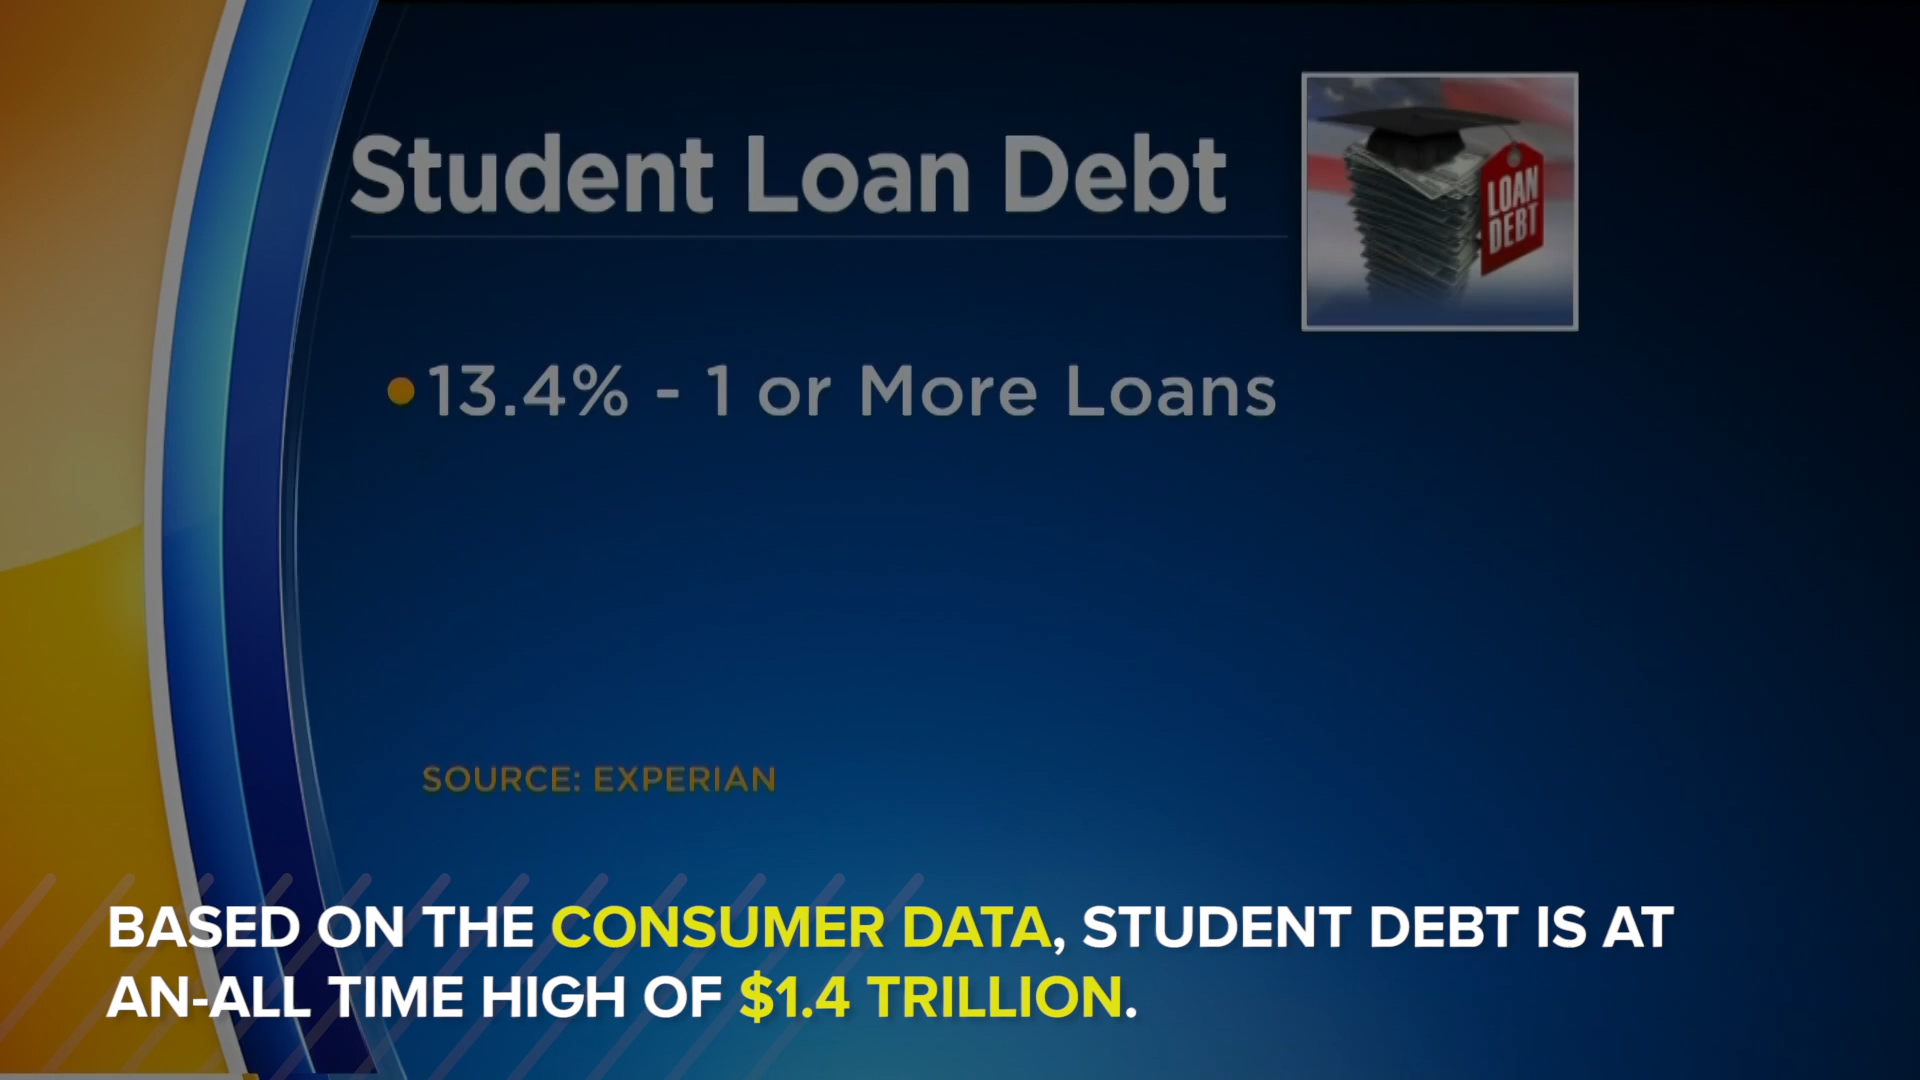 Student Loan Debt
LOAN
DEBT
13.4% - 1 or More Loans
SOURCE: EXPERIAN
BASED ON THE CONSUMER DATA, STUDENT DEBT IS AT
AN-ALL TIME HIGH OF $1.4 TRILLION.